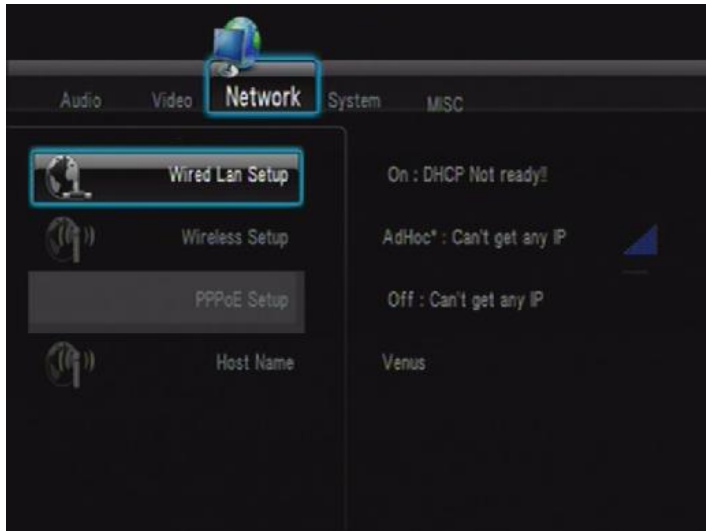 Audio Video Network System MISC
Wired Lan Setup On : DHCP Not ready!!
Wireless Setup AdHoc* : Can't get any IP
PPPoE Setup Off : Can't get any IP
Host Name Venus